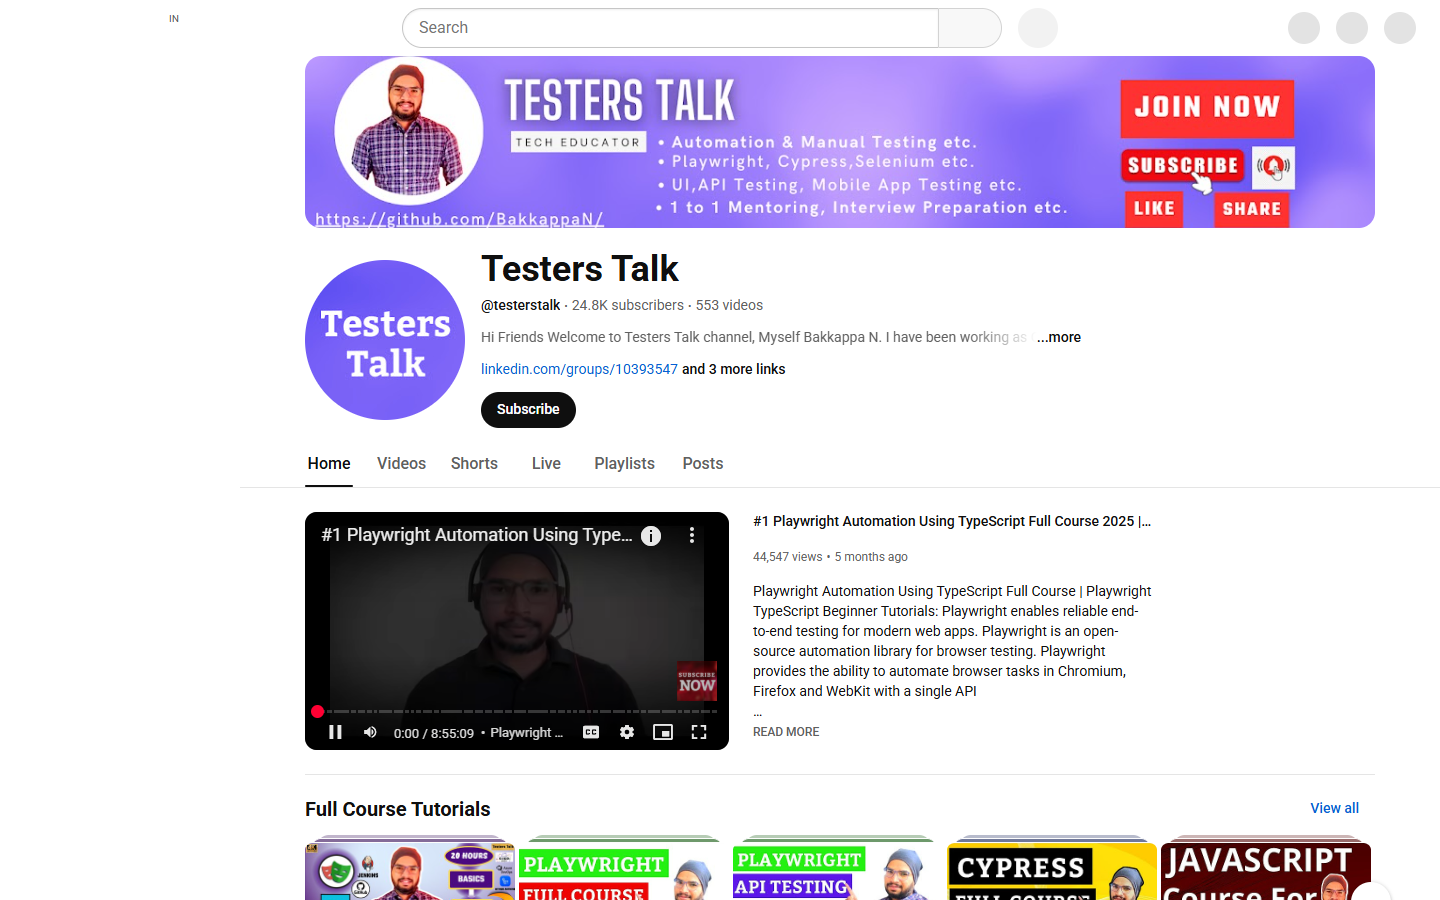 IN
Search
TESTERS TALK
TECH EDUCATOR
• Automation & Manual Testing etc.
• Playwright, Cypress,Selenium etc.
• UI,API Testing, Mobile App Testing etc.
• 1 to 1 Mentoring, Interview Preparation etc.
https://github.com/BakkappaN/
JOIN NOW
SUBSCRIBE
LIKE
SHARE
Testers
Talk
Testers Talk
@testerstalk · 24.8K subscribers · 553 videos
Hi Friends Welcome to Testers Talk channel, Myself Bakkappa N. I have been working as ...more
linkedin.com/groups/10393547 and 3 more links
Subscribe
Home Videos Shorts Live Playlists Posts
#1 Playwright Automation Using Type...
SUBSCRIBE
NOW
0:00 / 8:55:09 • Playwright ...
#1 Playwright Automation Using TypeScript Full Course 2025 |...
44,547 views • 5 months ago
Playwright Automation Using TypeScript Full Course | Playwright
TypeScript Beginner Tutorials: Playwright enables reliable end-
to-end testing for modern web apps. Playwright is an open-
source automation library for browser testing. Playwright
provides the ability to automate browser tasks in Chromium,
Firefox and WebKit with a single API
...
READ MORE
Full Course Tutorials
View all
4K
JENKINS
20 HOURS
BASICS
Testers Talk
PLAYWRIGHT
FULL COURSE
PLAYWRIGHT
API TESTING
CYPRESS
FULL COURSE
JAVASCRIPT
Course For